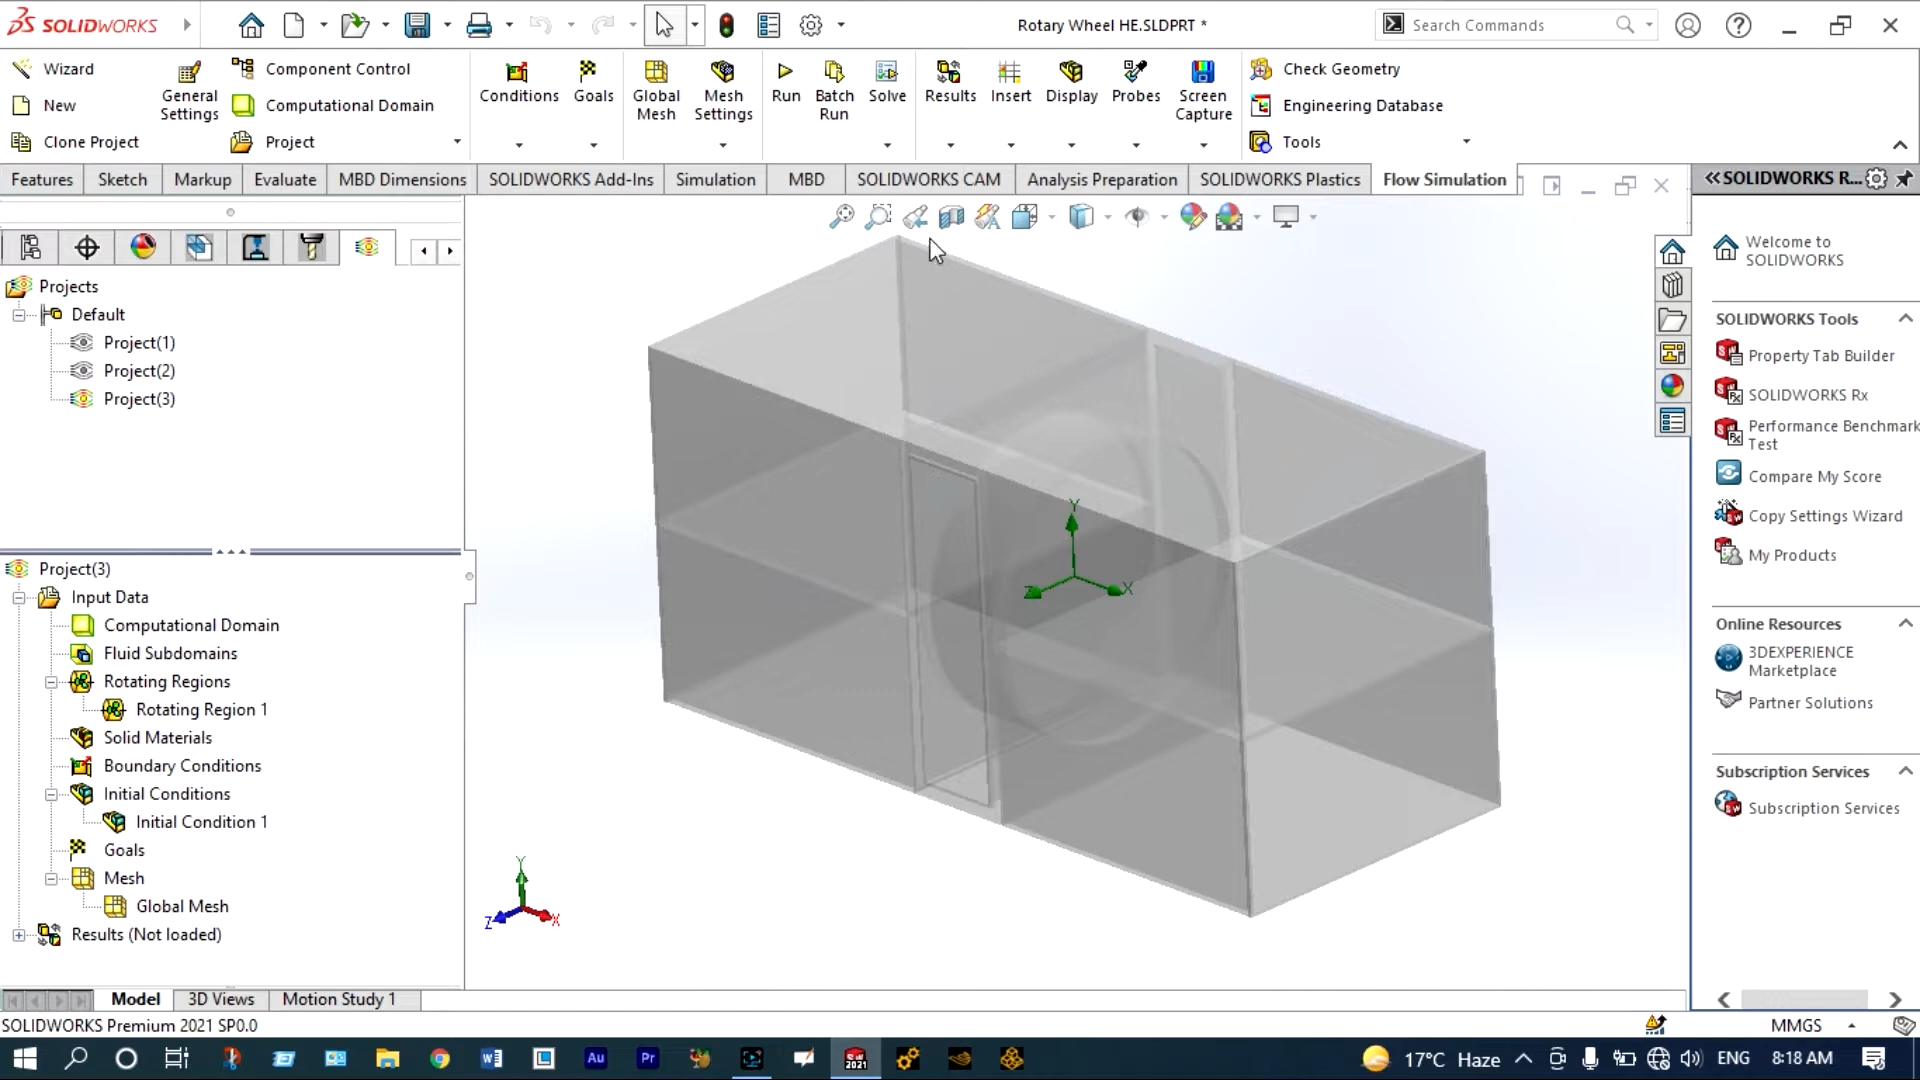 SOLIDWORKS
Rotary Wheel HE.SLDPRT *
Search Commands
Wizard
New
Clone Project
General
Settings
Component Control
Computational Domain
Project
Conditions
Goals
Global
Mesh
Mesh
Settings
Run
Batch
Run
Solve
Results
Insert
Display
Probes
Screen
Capture
Check Geometry
Engineering Database
Tools
Features
Sketch
Markup
Evaluate
MBD Dimensions
SOLIDWORKS Add-Ins
Simulation
MBD
SOLIDWORKS CAM
Analysis Preparation
SOLIDWORKS Plastics
Flow Simulation
SOLIDWORKS R...
Projects
Default
Project(1)
Project(2)
Project(3)
Project(3)
Input Data
Computational Domain
Fluid Subdomains
Rotating Regions
Rotating Region 1
Solid Materials
Boundary Conditions
Initial Conditions
Initial Condition 1
Goals
Mesh
Global Mesh
Results (Not loaded)
Y
Z
X
Y
Z
X
Welcome to
SOLIDWORKS
SOLIDWORKS Tools
Property Tab Builder
SOLIDWORKS Rx
Performance Benchmark
Test
Compare My Score
Copy Settings Wizard
My Products
Online Resources
3DEXPERIENCE
Marketplace
Partner Solutions
Subscription Services
Subscription Services
Model
3D Views
Motion Study 1
SOLIDWORKS Premium 2021 SP0.0
MMGS
Au
Pr
SW
2021
17°C Haze
ENG
8:18 AM